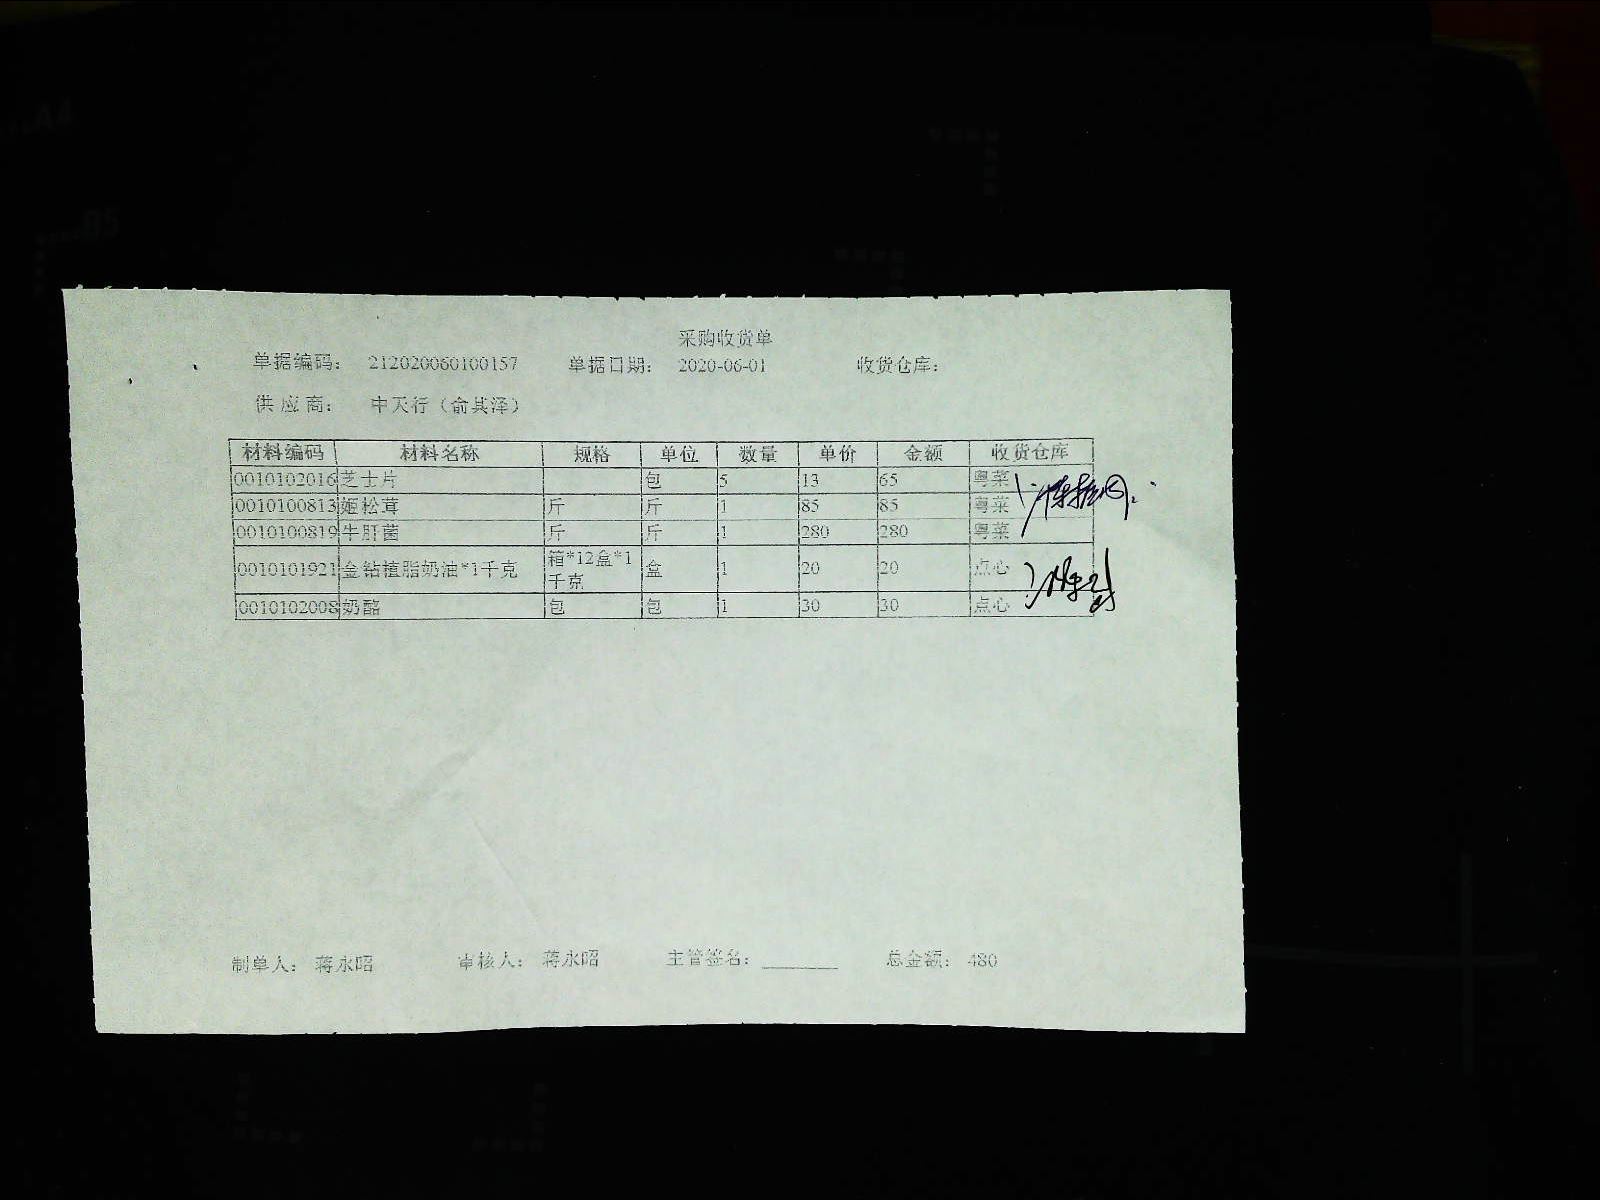 采购收货单
单据编码： 212020060100157 单据日期： 2020-06-01 收货仓库：
供应商： 中天行（俞其泽）
材料编码 材料名称 规格 单位 数量 单价 金额 收货仓库
0010102016 芝士片 包 5 13 65 粤菜
0010100813 姬松茸 斤 斤 1 85 85 粤菜
0010100819 牛肝菌 斤 斤 1 280 280 粤菜
0010101921 金钻植脂奶油*1千克 箱*12盒*1千克 盒 1 20 20 点心
0010102008 奶酪 包 包 1 30 30 点心
制单人： 蒋永昭 审核人： 蒋永昭 主管签名： 总金额： 480
A4
B5